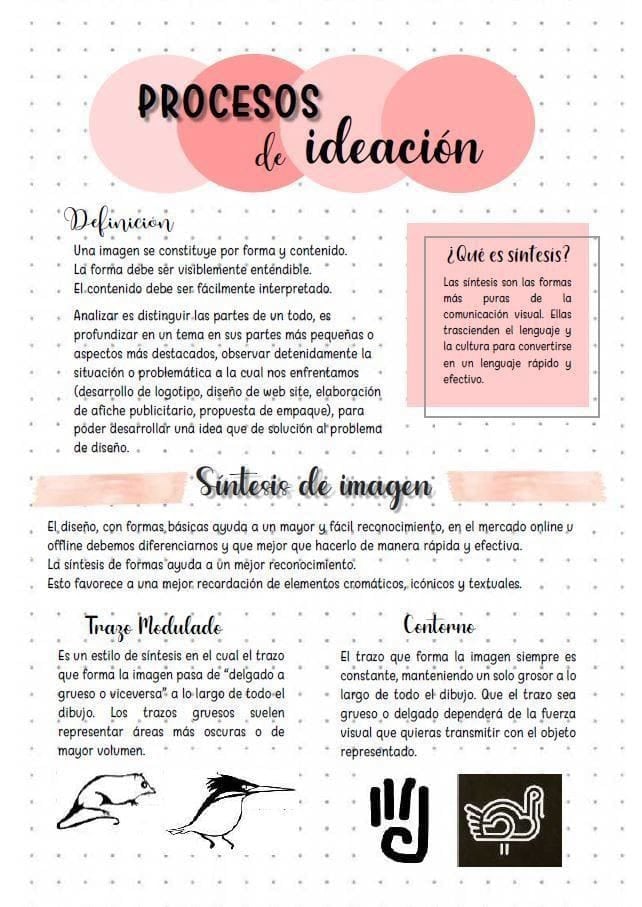 PROCESOS
de ideación
Definición
Una imagen se constituye por forma y contenido.
La forma debe ser visiblemente entendible.
El contenido debe ser fácilmente interpretado.
Analizar es distinguir las partes de un todo, es
profundizar en un tema en sus partes más pequeñas o
aspectos más destacados, observar detenidamente la
situación o problemática a la cual nos enfrentamos
(desarrollo de logotipo, diseño de web site, elaboración
de afiche publicitario, propuesta de empaque), para
póder desarrollar una idea que de solución al problema
de diseño.
¿Qué es síntesis?
Las síntesis son las formas
más puras de la
comunicación visual. Ellas
trascienden el lenguaje y
la cultura para convertirse
en un lenguaje rápido y
efectivo.
Síntesis de imagen
El diseño, con formas básicas ayuda a un mayor y fácil reconocimiento, en el mercado online y
offline debemos diferenciarnos y que mejor que hacerlo de manera rápida y efectiva.
La síntesis de formas ayuda a un mejor reconocimiento.
Esto favorece a una mejor recordación de elementos cromáticos, icónicos y textuales.
Trazo Modulado
Es un estilo de síntesis en el cual el trazo
que forma la imagen pasa de “delgado a
grueso o viceversa” a lo largo de todo el
dibujo. Los trazos gruesos suelen
representar áreas más oscuras o de
mayor volumen.
Contorno
El trazo que forma la imagen siempre es
constante, manteniendo un solo grosor a lo
largo de todo el dibujo. Que el trazo sea
grueso o delgado dependerá de la fuerza
visual que quieras transmitir con el objeto
representado.